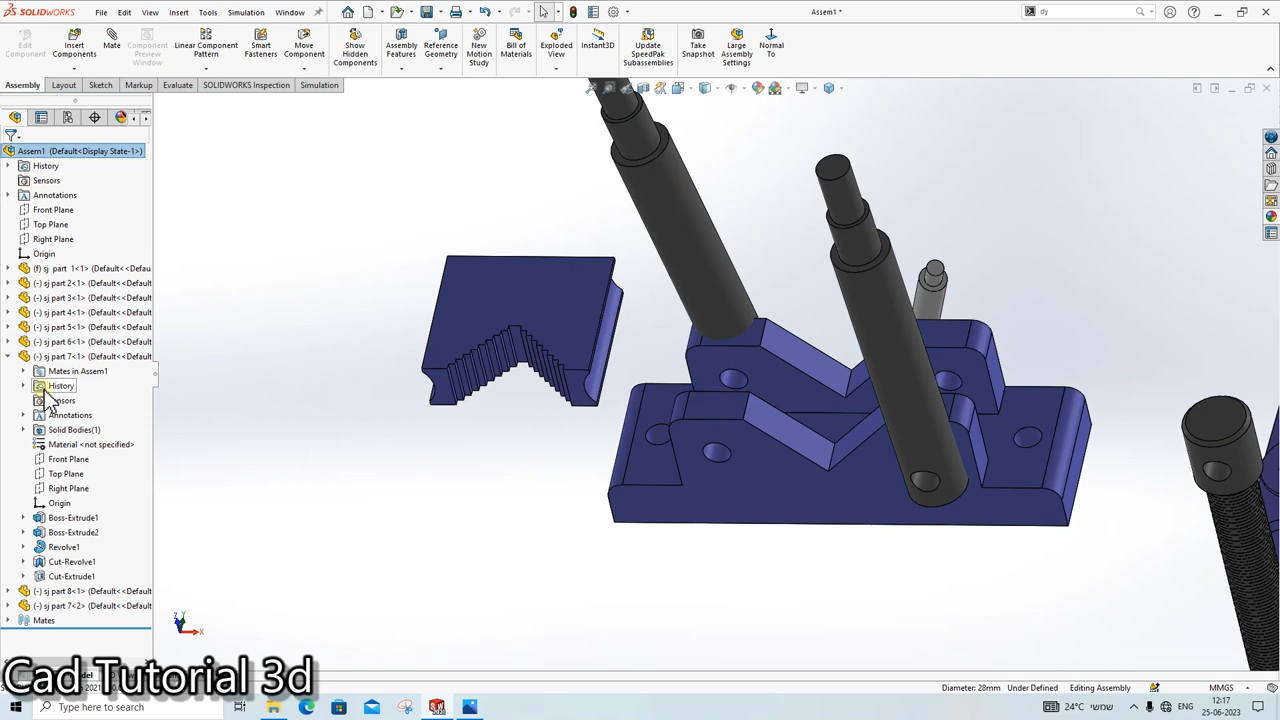 SOLIDWORKS File Edit View Insert Tools Simulation Window Assem1 * dy
Edit Component
Insert Components
Mate
Component Preview Window
Linear Component Pattern
Smart Fasteners
Move Component
Show Hidden Components
Assembly Features
Reference Geometry
New Motion Study
Bill of Materials
Exploded View
Instant3D
Update SpeedPak Subassemblies
Take Snapshot
Large Assembly Settings
Normal To
Assembly Layout Sketch Markup Evaluate SOLIDWORKS Inspection Simulation
Assem1 (Default<Display State-1>)
History
Sensors
Annotations
Front Plane
Top Plane
Right Plane
Origin
(f) sj part 1<1> (Default<<Defau
(-) sj part 2<1> (Default<<Default
(-) sj part 3<1> (Default<<Default
(-) sj part 4<1> (Default<<Default
(-) sj part 5<1> (Default<<Default
(-) sj part 6<1> (Default<<Default
(-) sj part 7<1> (Default<<Default
Mates in Assem1
History
Annotations
Solid Bodies(1)
Material <not specified>
Front Plane
Top Plane
Right Plane
Origin
Boss-Extrude1
Boss-Extrude2
Revolve1
Cut-Revolve1
Cut-Extrude1
(-) sj part 8<1> (Default<<Default
(-) sj part 7<2> (Default<<Default
Mates
Cad Tutorial 3d
Diameter: 28mm Under Defined Editing Assembly MMGS
Type here to search
24°C שמשי ENG 12:17
25-06-2023